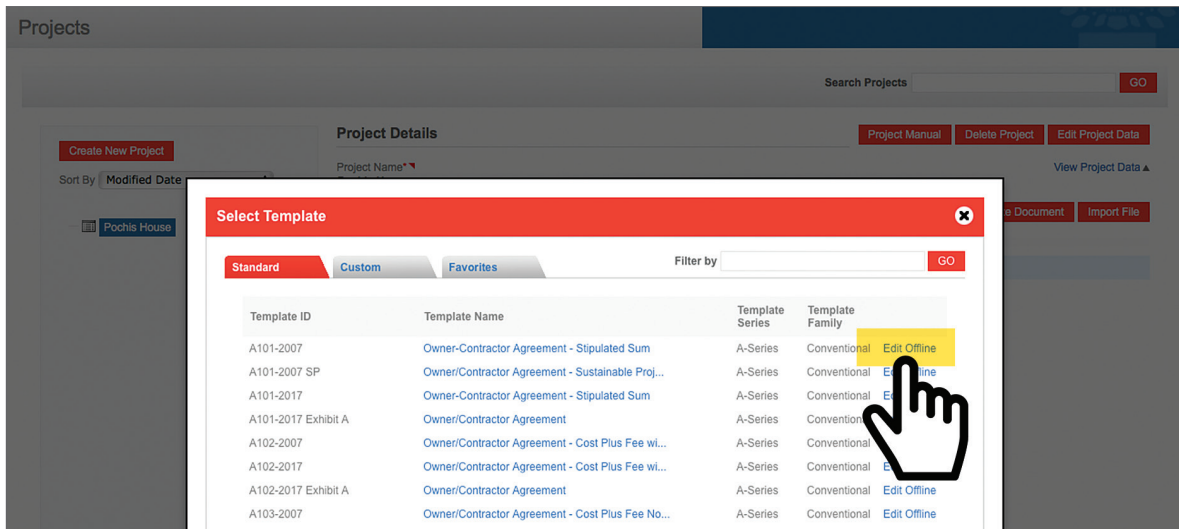 Projects
Search Projects GO
Project Details Project Manual Delete Project Edit Project Data
Create New Project
Project Name*
View Project Data
Sort By Modified Date
Document Import File
Pochis House
Select Template
Standard Custom Favorites Filter by GO
Template ID Template Name Template Series Template Family
A101-2007 Owner-Contractor Agreement - Stipulated Sum A-Series Conventional Edit Offline
A101-2007 SP Owner/Contractor Agreement - Sustainable Proj... A-Series Conventional
A101-2017 Owner-Contractor Agreement - Stipulated Sum A-Series Conventional
A101-2017 Exhibit A Owner/Contractor Agreement A-Series
A102-2007 Owner/Contractor Agreement - Cost Plus Fee wi... A-Series Conventional
A102-2017 Owner/Contractor Agreement - Cost Plus Fee wi... A-Series Conventional
A102-2017 Exhibit A Owner/Contractor Agreement A-Series Conventional Edit Offline
A103-2007 Owner/Contractor Agreement - Cost Plus Fee No... A-Series Conventional Edit Offline